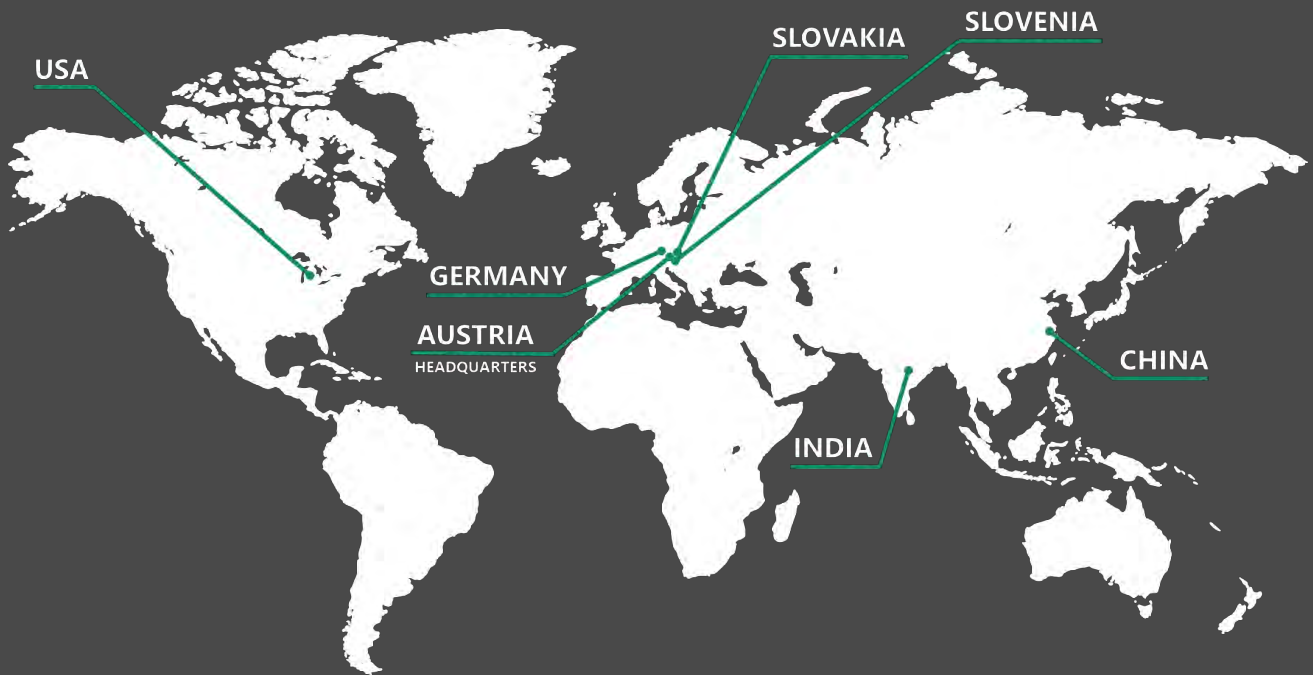 SLOVENIA
SLOVAKIA
USA
GERMANY
AUSTRIA
HEADQUARTERS
CHINA
INDIA